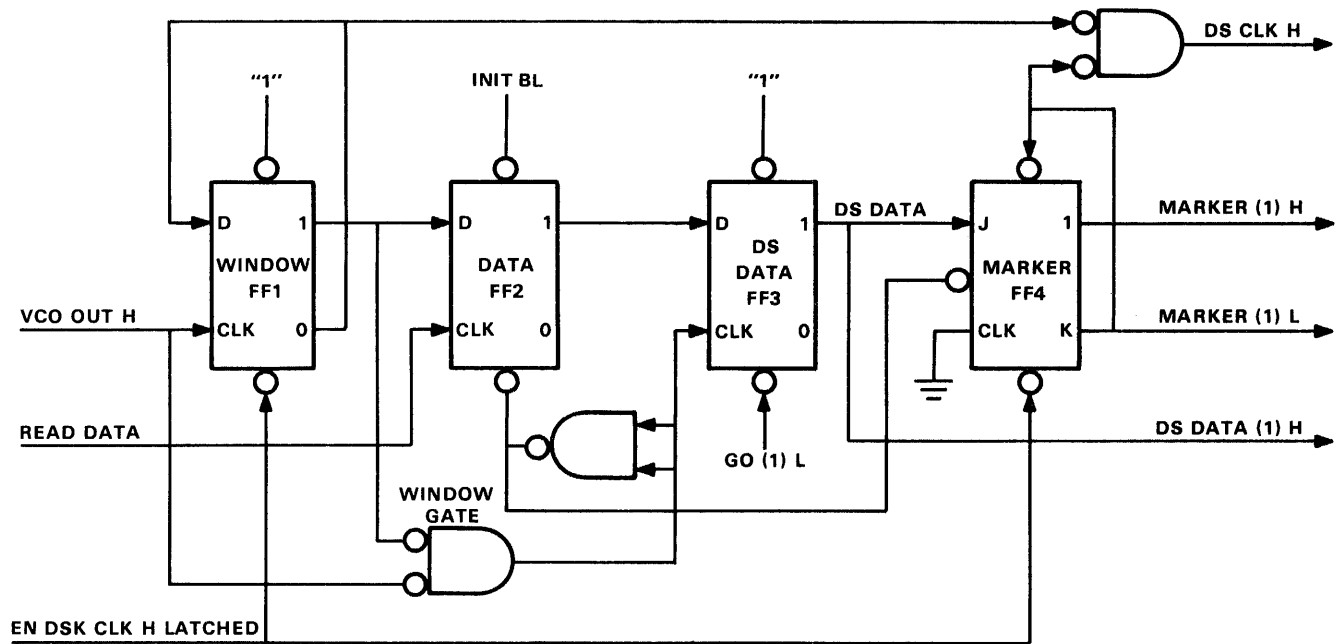 DS CLK H
"1"
INIT BL
"1"
D 1
WINDOW
FF1
CLK 0
D 1
DATA
FF2
CLK 0
D 1
DS
DATA
FF3
CLK 0
DS DATA
J 1
MARKER
FF4
CLK K
MARKER (1) H
VCO OUT H
MARKER (1) L
READ DATA
GO (1) L
DS DATA (1) H
WINDOW
GATE
EN DSK CLK H LATCHED